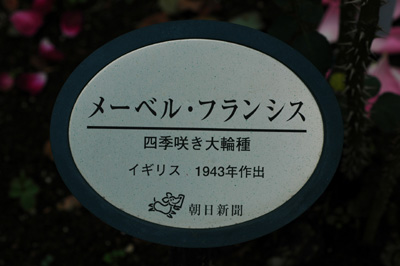 メーベル・フランシス
四季咲き大輪種
イギリス 1943年作出
朝日新聞